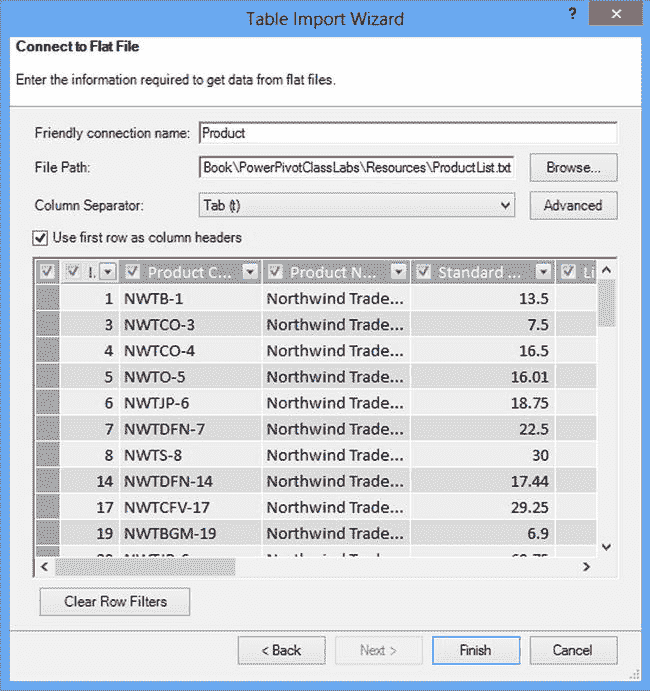 Table Import Wizard
?
Connect to Flat File
Enter the information required to get data from flat files.
Friendly connection name: Product
File Path: Book\PowerPivotClassLabs\Resources\ProductList.txt Browse...
Column Separator: Tab (t) Advanced
Use first row as column headers
I. Product C... Product N... Standard ... Li
1 NWTB-1 Northwind Trade... 13.5
3 NWTCO-3 Northwind Trade... 7.5
4 NWTCO-4 Northwind Trade... 16.5
5 NWTO-5 Northwind Trade... 16.01
6 NWTJP-6 Northwind Trade... 18.75
7 NWTDFN-7 Northwind Trade... 22.5
8 NWTS-8 Northwind Trade... 30
14 NWTDFN-14 Northwind Trade... 17.44
17 NWTCFV-17 Northwind Trade... 29.25
19 NWTBGM-19 Northwind Trade... 6.9
Clear Row Filters
< Back Next > Finish Cancel